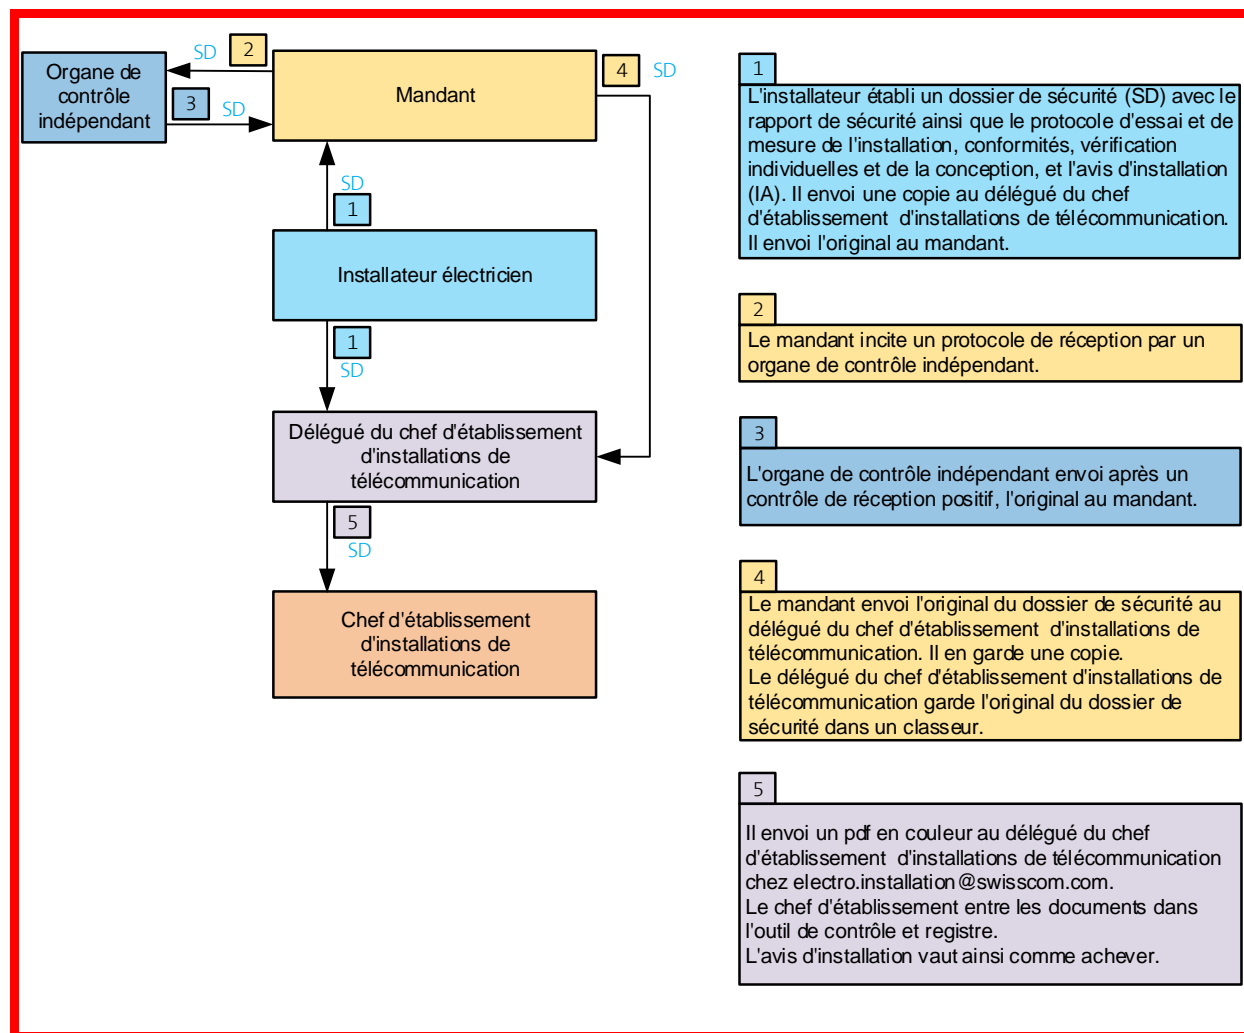 SD
2
Organe de
contrôle
indépendant
3
SD
Mandant
4
SD
SD
1
Installateur électricien
1
SD
Délégué du chef d'établissement
d'installations de
télécommunication
5
SD
Chef d'établissement
d'installations de
télécommunication
1
L'installateur établi un dossier de sécurité (SD) avec le
rapport de sécurité ainsi que le protocole d'essai et de
mesure de l'installation, conformités, vérification
individuelles et de la conception, et l'avis d'installation
(IA). Il envoi une copie au délégué du chef
d'établissement d'installations de télécommunication.
Il envoi l'original au mandant.
2
Le mandant incite un protocole de réception par un
organe de contrôle indépendant.
3
L'organe de contrôle indépendant envoi après un
contrôle de réception positif, l'original au mandant.
4
Le mandant envoi l'original du dossier de sécurité au
délégué du chef d'établissement d'installations de
télécommunication. Il en garde une copie.
Le délégué du chef d'établissement d'installations de
télécommunication garde l'original du dossier de
sécurité dans un classeur.
5
Il envoi un pdf en couleur au délégué du chef
d'établissement d'installations de télécommunication
chez electro.installation@swisscom.com.
Le chef d'établissement entre les documents dans
l'outil de contrôle et registre.
L'avis d'installation vaut ainsi comme achever.